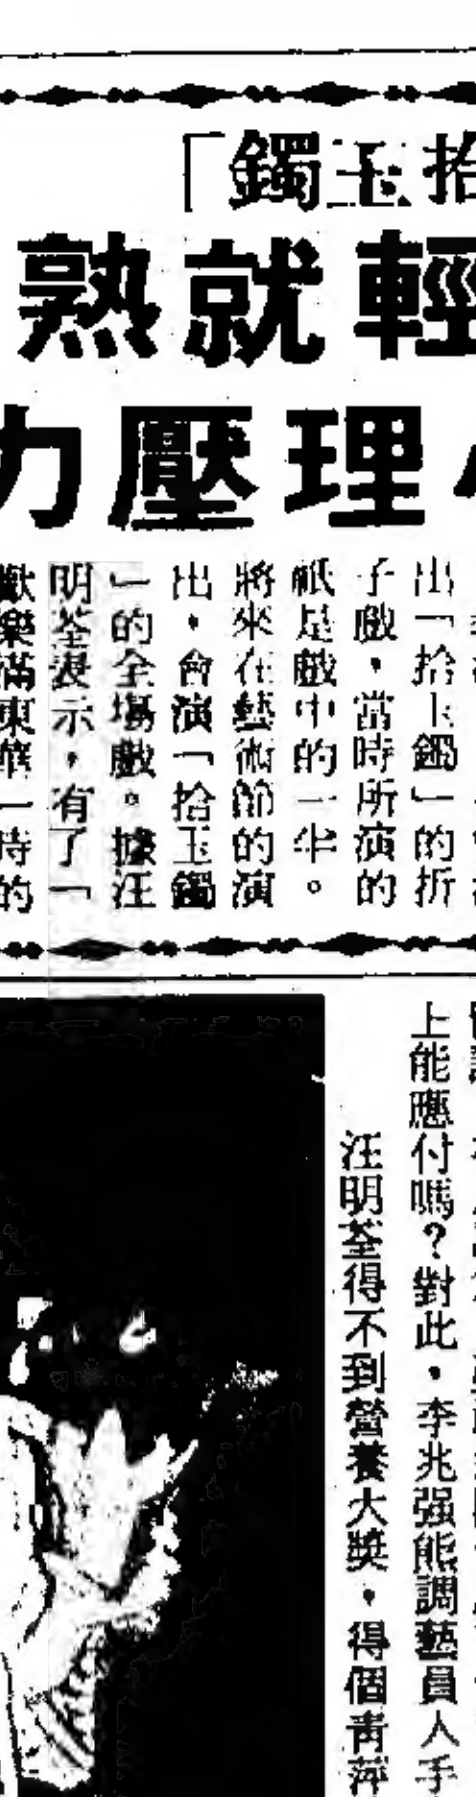 拾玉鐲」
輕就熟
理壓力
出「拾玉鐲」的折
子戲，當時所演的
祇是戲中的一半。
將來在藝術節的演
出，會演「拾玉鐲
」的全場戲。據汪
明荃表示，有了「
歡樂滿東華」時的
上能應付嗎？對此，李兆强熊調藝員人手
汪明荃得不到營養大獎，得個青萍